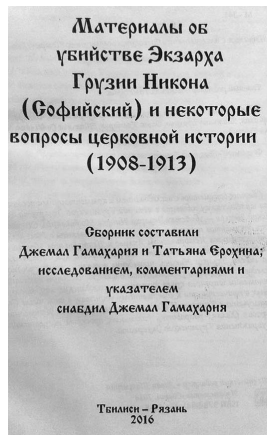 Материалы об
убийстве Экзарха
Грузии Никона
(Софийский) и некоторые
вопросы церковной истории
(1908-1913)
Сборник составили
Джемал Гамахария и Татьяна Ерохина;
исследованием, комментариями и
указателем
снабдил Джемал Гамахария
Тбилиси – Рязань
2016